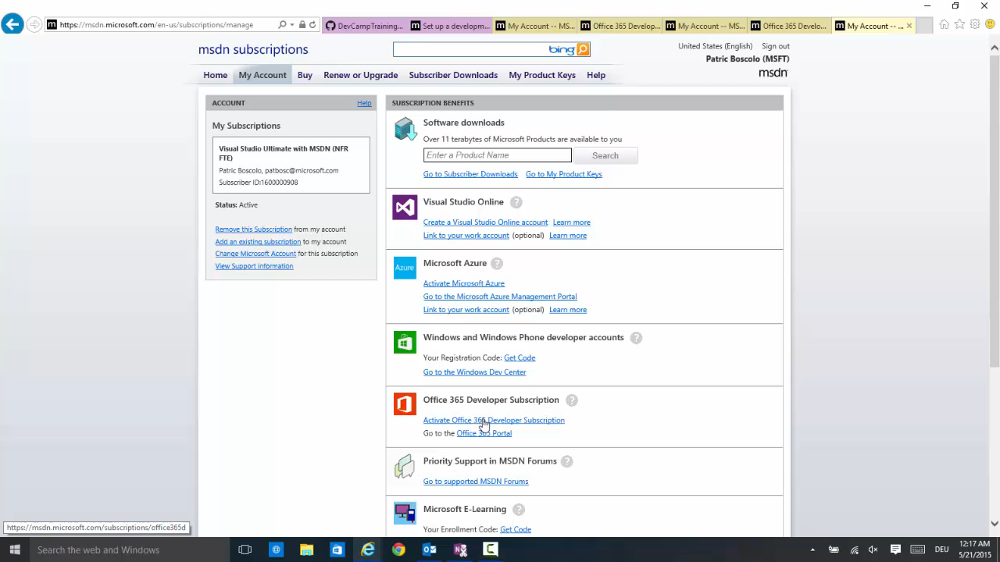 https://msdn.microsoft.com/en-us/subscriptions/manage
DevCampTraining...
Set up a developm...
My Account -- MS...
Office 365 Develop...
My Account -- MS...
Office 365 Develo...
My Account -- ...
msdn subscriptions
bing
United States (English) Sign out
Patric Boscolo (MSFT)
msdn
Home My Account Buy Renew or Upgrade Subscriber Downloads My Product Keys Help
ACCOUNT Help
My Subscriptions
Visual Studio Ultimate with MSDN (NFR
FTE)
Patric Boscolo, patbosc@microsoft.com
Subscriber ID:1600000908
Status: Active
Remove this Subscription from my account
Add an existing subscription to my account
Change Microsoft Account for this subscription
View Support information
SUBSCRIPTION BENEFITS
Software downloads
Over 11 terabytes of Microsoft Products are available to you
Enter a Product Name Search
Go to Subscriber Downloads Go to My Product Keys
Visual Studio Online ?
Create a Visual Studio Online account Learn more
Link to your work account (optional) Learn more
Azure
Microsoft Azure ?
Activate Microsoft Azure
Go to the Microsoft Azure Management Portal
Link to your work account (optional) Learn more
Windows and Windows Phone developer accounts ?
Your Registration Code: Get Code
Go to the Windows Dev Center
Office 365 Developer Subscription ?
Activate Office 365 Developer Subscription
Go to the Office 365 Portal
Priority Support in MSDN Forums ?
Go to supported MSDN Forums
Microsoft E-Learning ?
Your Enrollment Code: Get Code
https://msdn.microsoft.com/subscriptions/office365d
Search the web and Windows
DEU
12:17 AM
5/21/2015